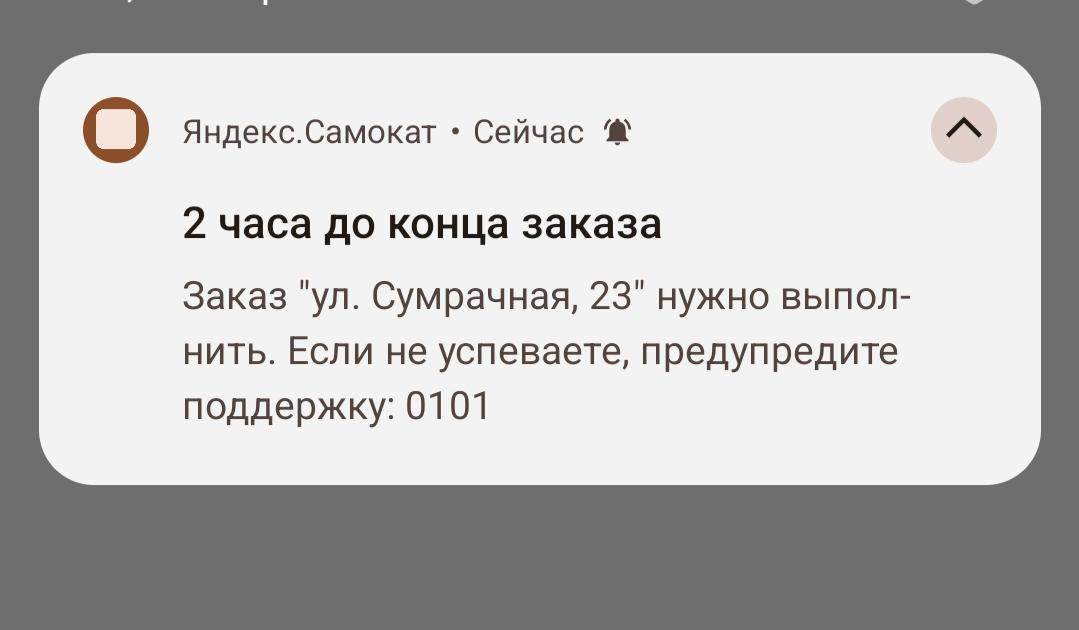 Яндекс.Самокат • Сейчас
2 часа до конца заказа
Заказ "ул. Сумрачная, 23" нужно выпол-
нить. Если не успеваете, предупредите
поддержку: 0101